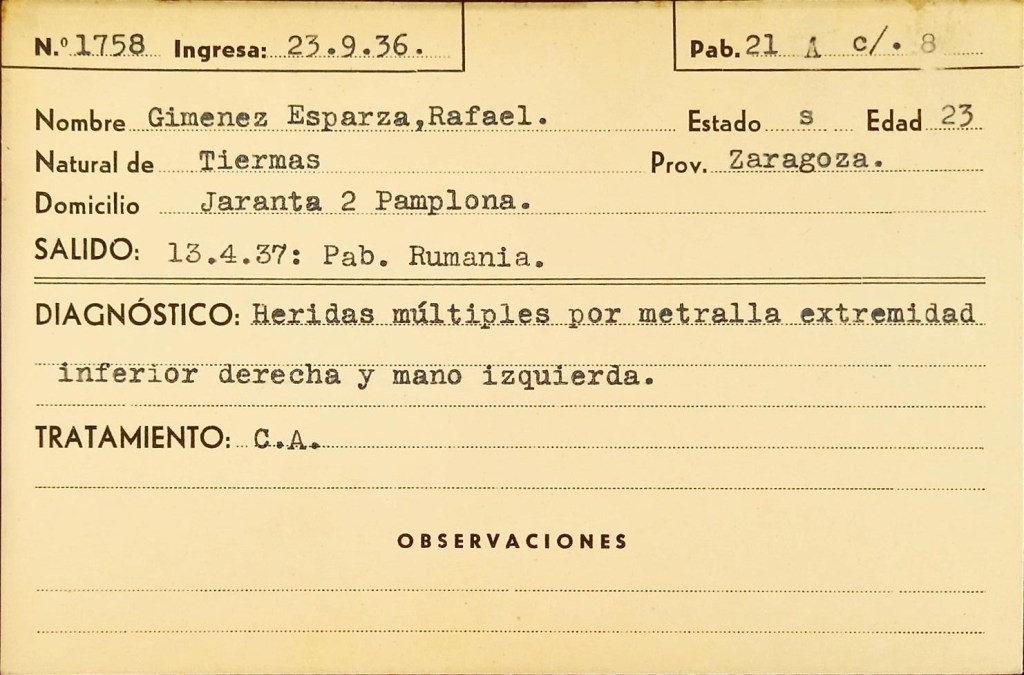 N.º 1758 Ingresa: 23.9.36. Pab. 21 A c/. 8
Nombre Gimenez Esparza,Rafael. Estado s Edad 23
Natural de Tiermas Prov. Zaragoza.
Domicilio Jaranta 2 Pamplona.
SALIDO: 13.4.37: Pab. Rumania.
DIAGNÓSTICO: Heridas múltiples por metralla extremidad
inferior derecha y mano izquierda.
TRATAMIENTO: C.A.
OBSERVACIONES